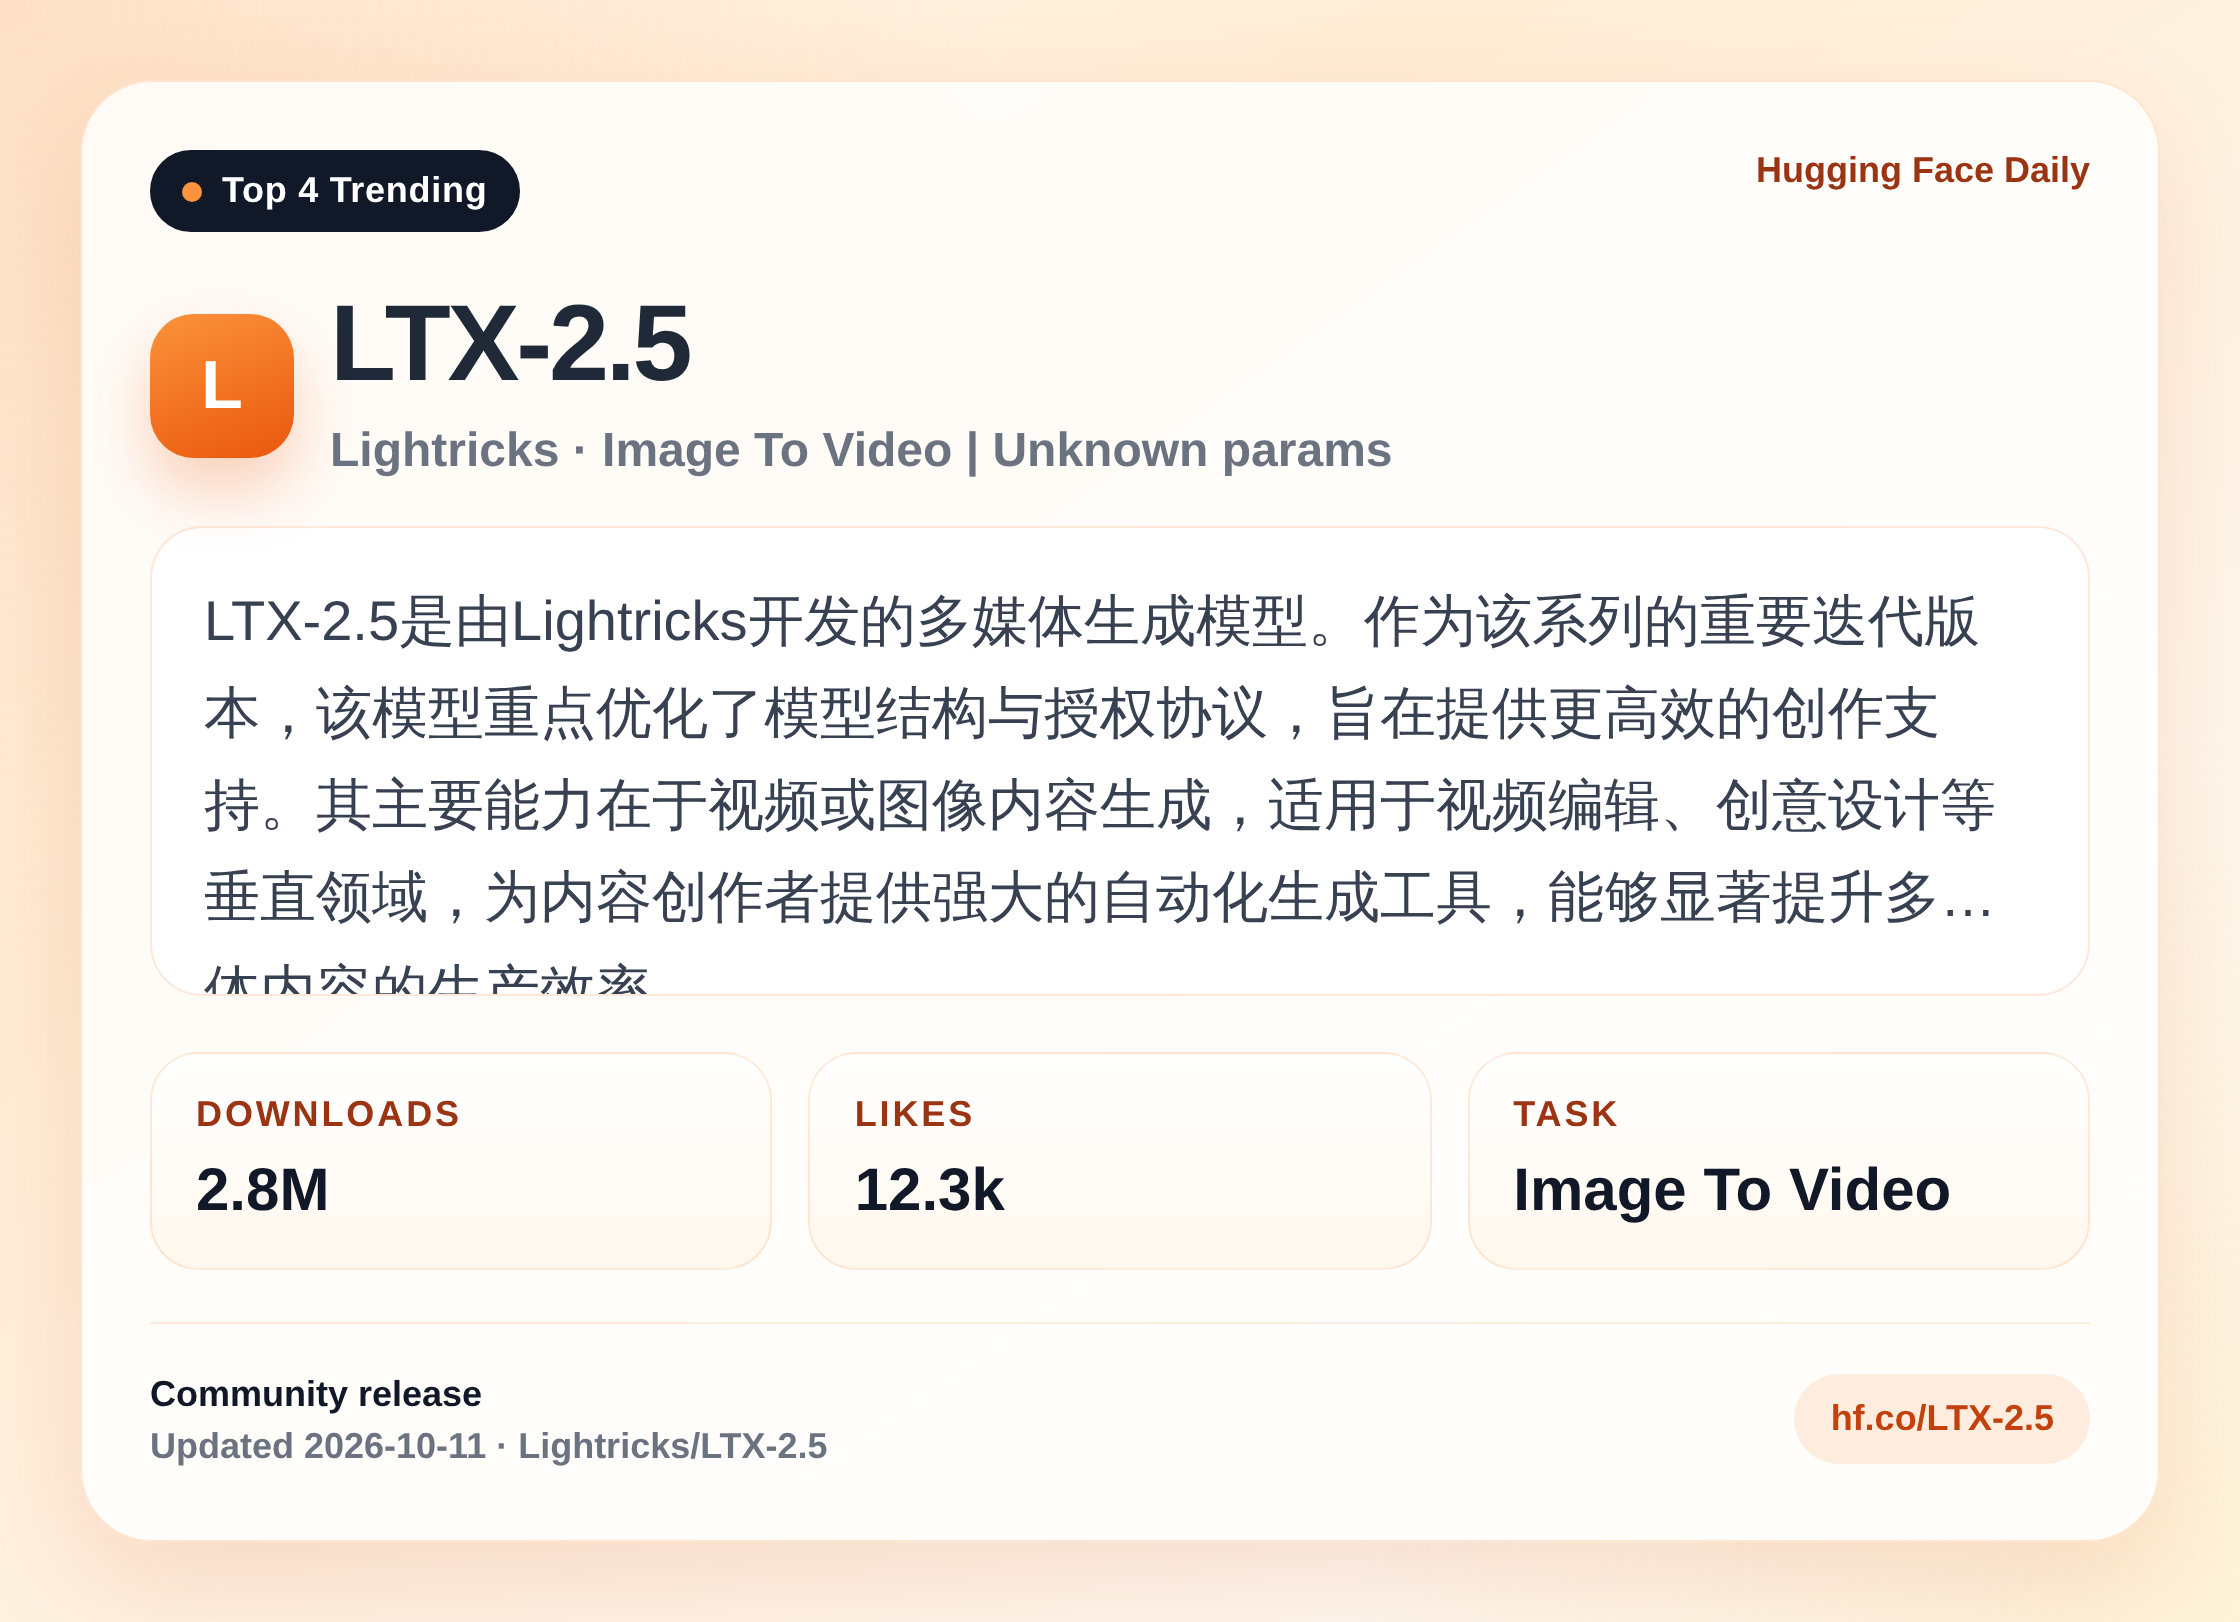 Top 4 Trending
Hugging Face Daily
L
LTX-2.5
Lightricks · Image To Video | Unknown params
LTX-2.5是由Lightricks开发的多媒体生成模型。作为该系列的重要迭代版
本，该模型重点优化了模型结构与授权协议，旨在提供更高效的创作支
持。其主要能力在于视频或图像内容生成，适用于视频编辑、创意设计等
垂直领域，为内容创作者提供强大的自动化生成工具，能够显著提升多…
体内容的生产效率
DOWNLOADS
2.8M
LIKES
12.3k
TASK
Image To Video
Community release
Updated 2026-10-11 · Lightricks/LTX-2.5
hf.co/LTX-2.5